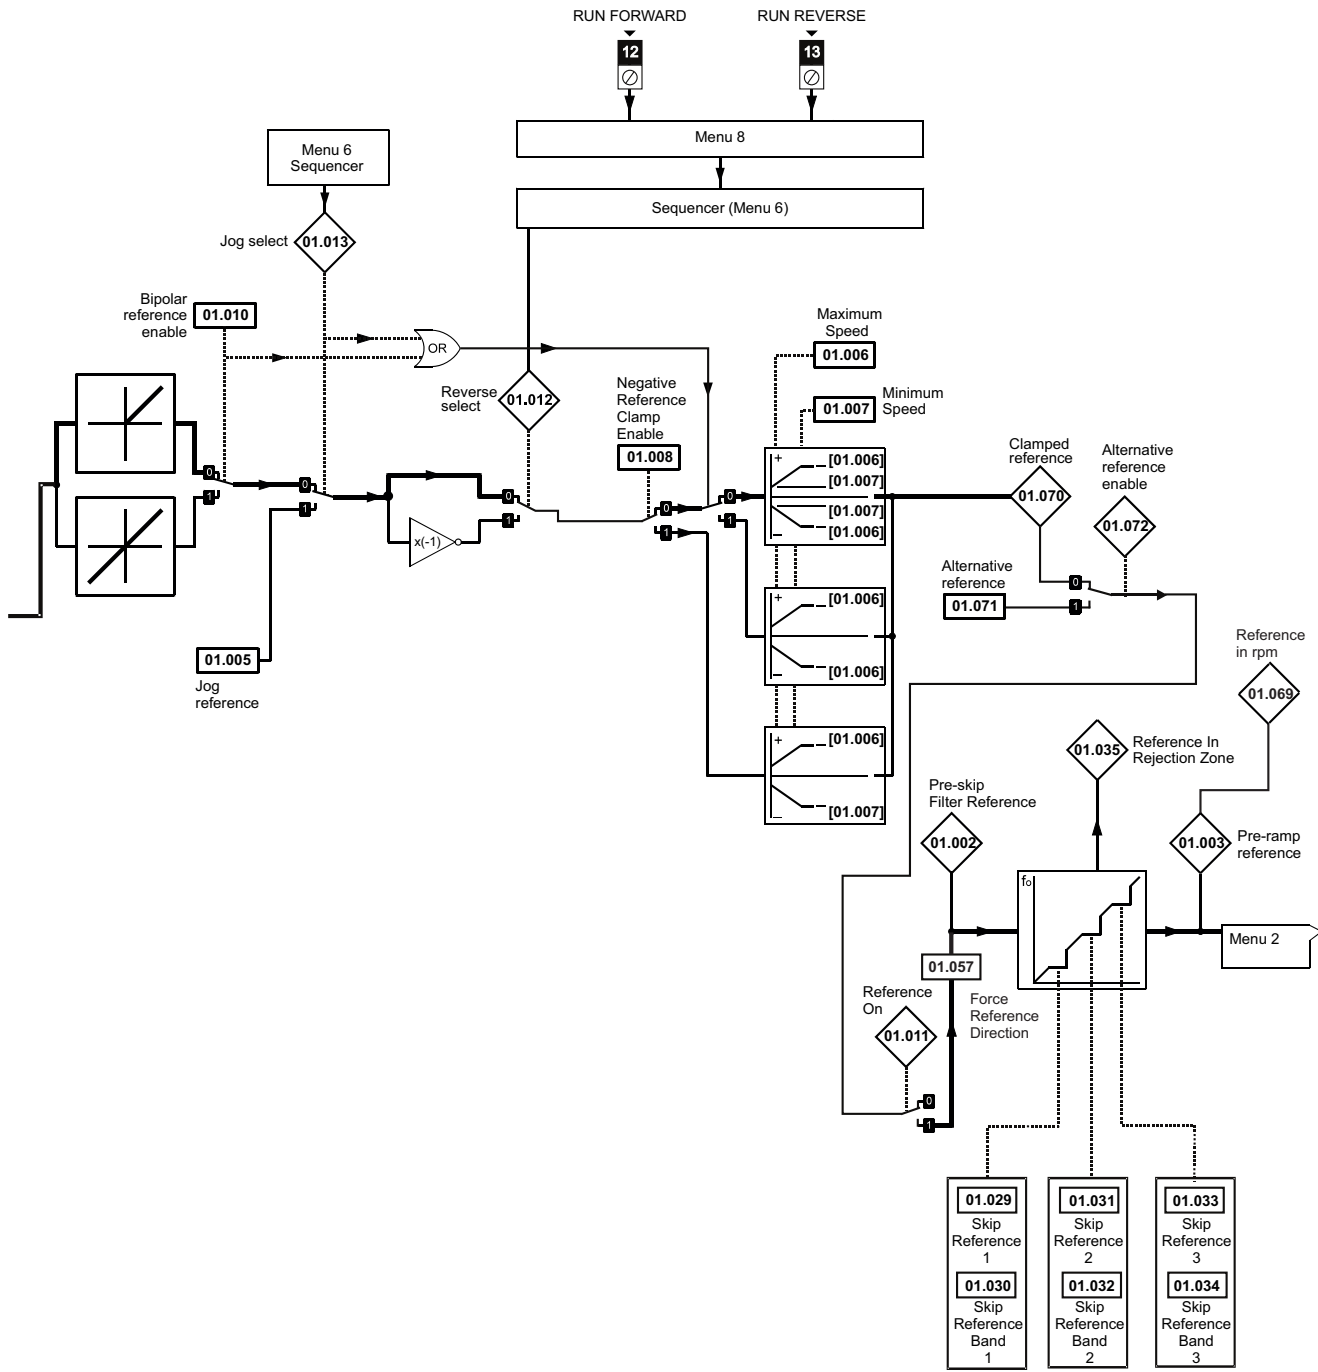 RUN FORWARD
RUN REVERSE
12
13
Menu 8
Sequencer (Menu 6)
Menu 6
Sequencer
Jog select
01.013
Bipolar
reference
enable
01.010
OR
Reverse
select
01.012
Negative
Reference
Clamp
Enable
01.008
Maximum
Speed
01.006
01.007
Minimum
Speed
0
1
0
1
x(-1)
0
1
0
1
0
1
+
[01.006]
[01.007]
[01.007]
[01.006]
–
+
[01.006]
[01.006]
–
+
[01.006]
[01.007]
–
Clamped
reference
01.070
Alternative
reference
enable
01.072
Alternative
reference
01.071
0
1
01.005
Jog
reference
Reference
in rpm
01.069
01.035
Reference In
Rejection Zone
Pre-skip
Filter Reference
01.002
01.003
Pre-ramp
reference
fo
Menu 2
01.057
Force
Reference
Direction
Reference
On
01.011
0
1
01.029
Skip
Reference
1
01.030
Skip
Reference
Band
1
01.031
Skip
Reference
2
01.032
Skip
Reference
Band
2
01.033
Skip
Reference
3
01.034
Skip
Reference
Band
3